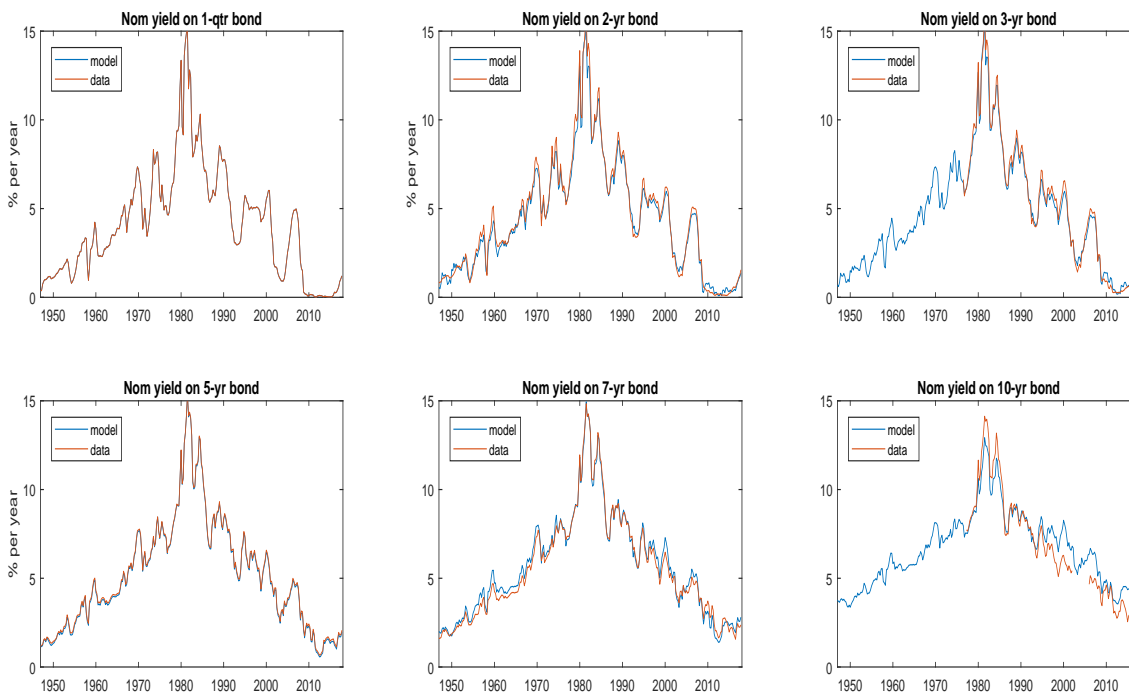 Nom yield on 1-qtr bond
15
10
5
0
% per year
model
data
1950 1960 1970 1980 1990 2000 2010
Nom yield on 2-yr bond
15
10
5
0
model
data
1950 1960 1970 1980 1990 2000 2010
Nom yield on 3-yr bond
15
10
5
0
model
data
1950 1960 1970 1980 1990 2000 2010
Nom yield on 5-yr bond
15
10
5
0
% per year
model
data
1950 1960 1970 1980 1990 2000 2010
Nom yield on 7-yr bond
15
10
5
0
model
data
1950 1960 1970 1980 1990 2000 2010
Nom yield on 10-yr bond
15
10
5
0
model
data
1950 1960 1970 1980 1990 2000 2010